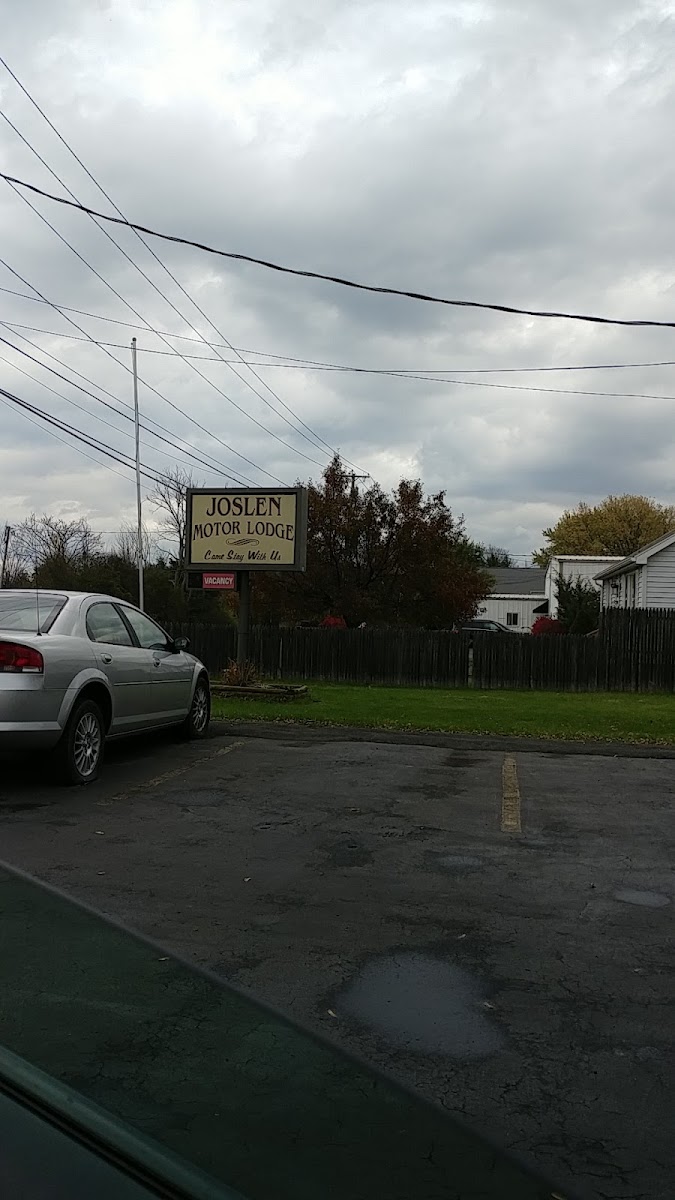 JOSLEN
MOTOR LODGE
Come Stay With Us
VACANCY